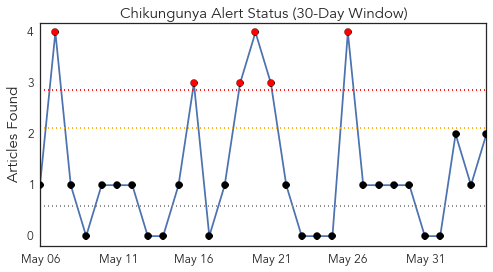 Chikungunya Alert Status (30-Day Window)
Articles Found
4
3
2
1
0
May 06 May 11 May 16 May 21 May 26 May 31